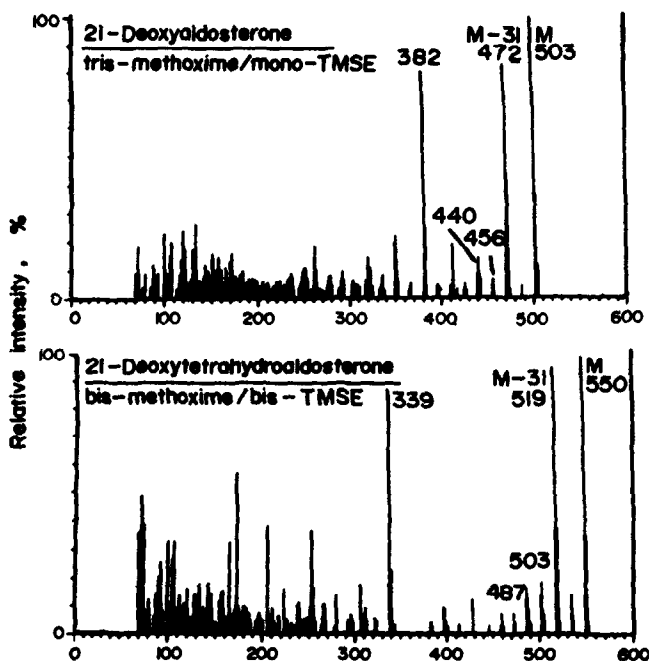 Relative intensity, %
100
21-Deoxyaldosterone
tris-methoxime/mono-TMSE
382
M-31
472
M
503
440
456
0
0 100 200 300 400 500 600
100
21-Deoxytetrahydroaldosterone
bis-methoxime/bis-TMSE
339
M-31
519
M
550
503
487
0
0 100 200 300 400 500 600